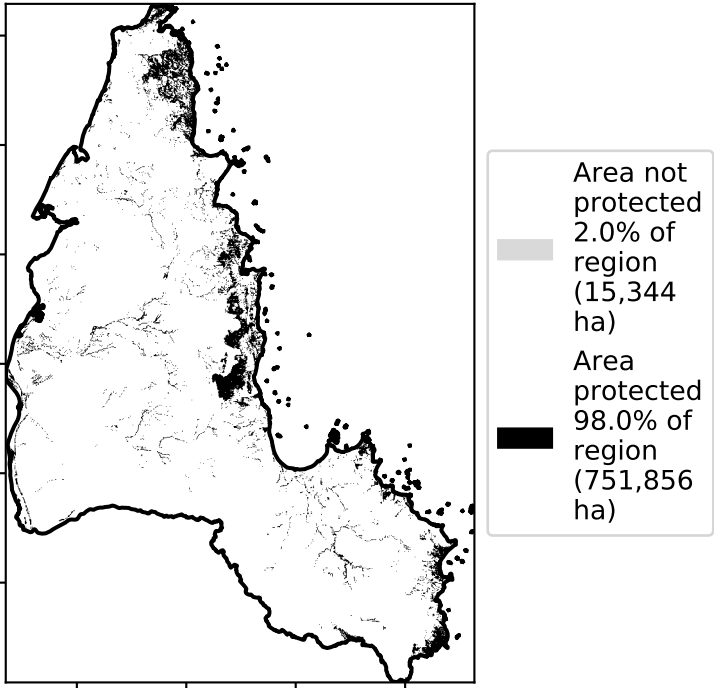 Area not
protected
2.0% of
region
(15,344
ha)
Area
protected
98.0% of
region
(751,856
ha)